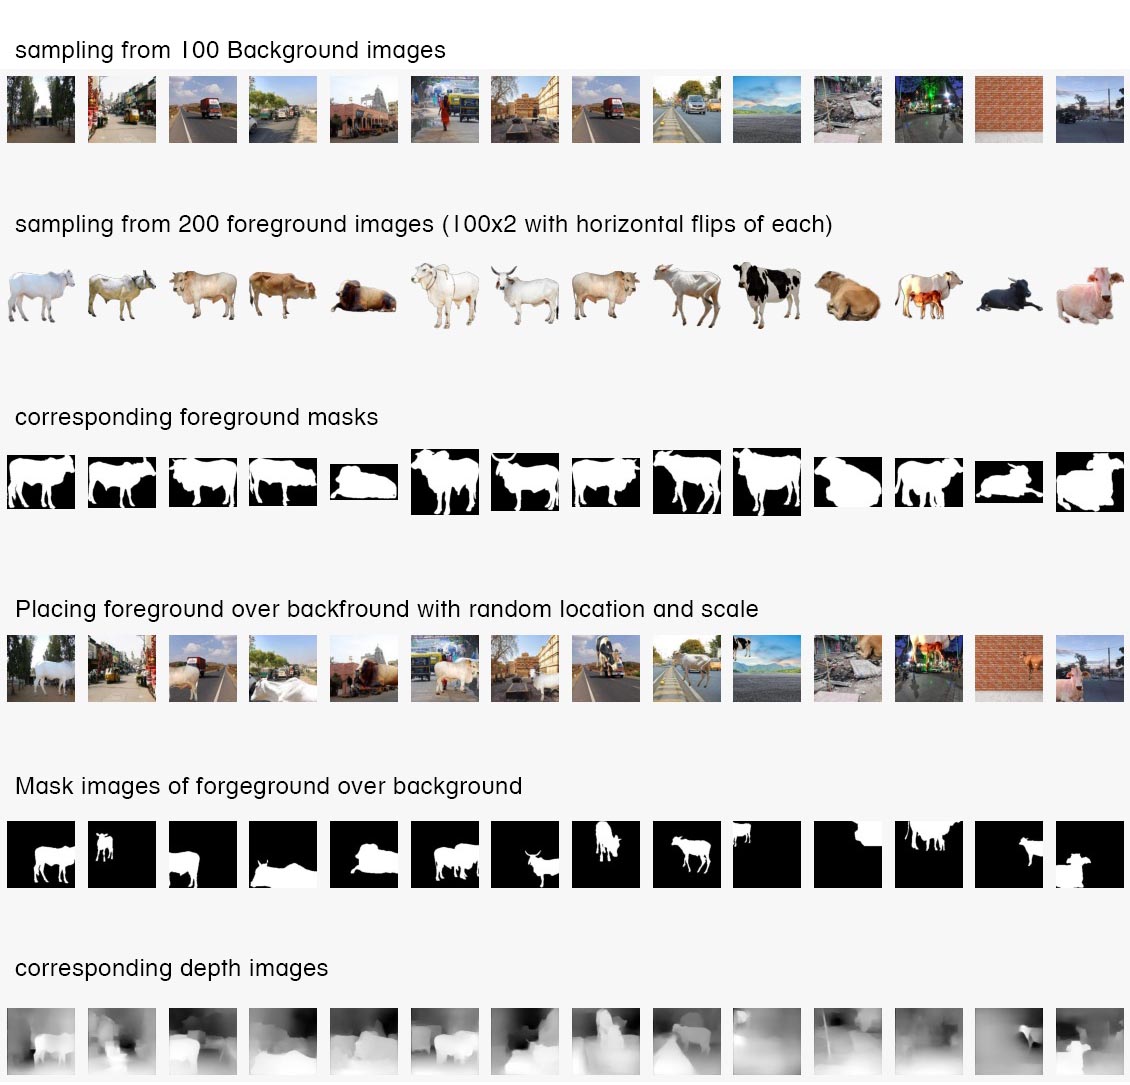 sampling from 100 Background images
sampling from 200 foreground images (100x2 with horizontal flips of each)
corresponding foreground masks
Placing foreground over backfround with random location and scale
Mask images of forgeground over background
corresponding depth images